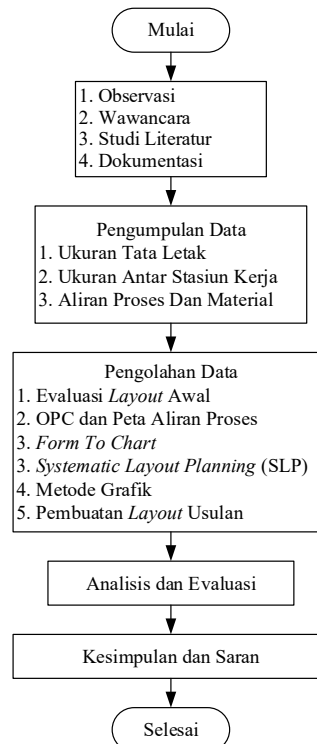 Mulai
1. Observasi
2. Wawancara
3. Studi Literatur
4. Dokumentasi
Pengumpulan Data
1. Ukuran Tata Letak
2. Ukuran Antar Stasiun Kerja
3. Aliran Proses Dan Material
Pengolahan Data
1. Evaluasi Layout Awal
2. OPC dan Peta Aliran Proses
3. Form To Chart
3. Systematic Layout Planning (SLP)
4. Metode Grafik
5. Pembuatan Layout Usulan
Analisis dan Evaluasi
Kesimpulan dan Saran
Selesai